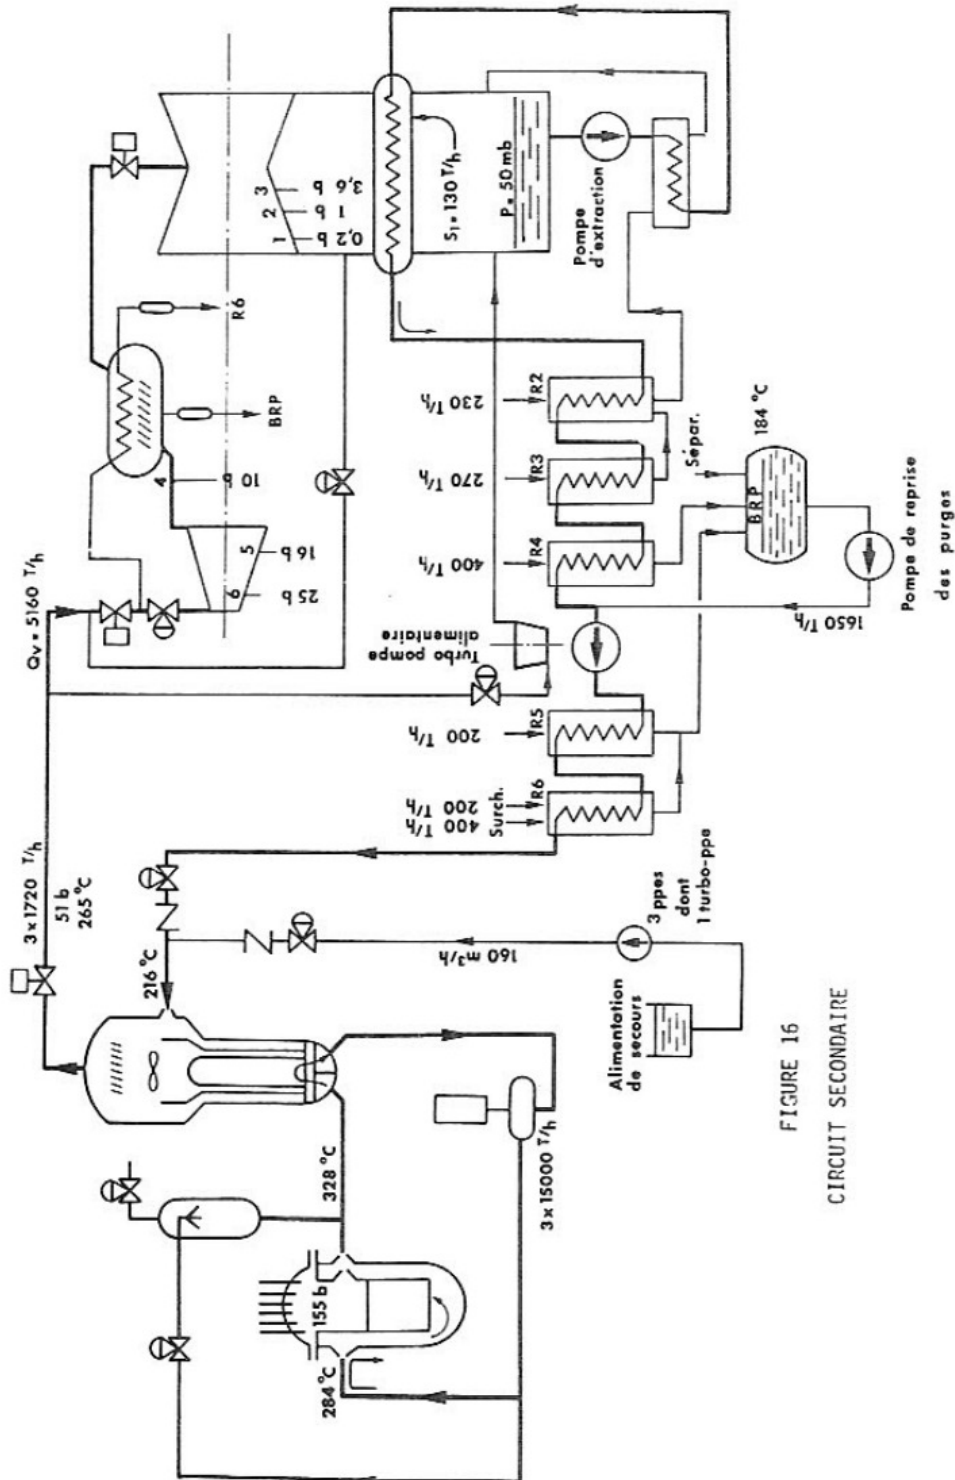 Qv = 5160 T/h
3 x 1720 T/h
51 b
265 °C
216 °C
328 °C
284 °C
155 b
3 x 15000 T/h
160 m³/h
Alimentation
de secours
3 ppes
dont
1 turbo-ppe
6
25 b
5
16 b
4
10 b
BRP
R6
1
0,2 b
2
1 b
3
3,6 b
S₁ = 130 T/h
P = 50 mb
Pompe
d'extraction
Turbo pompe
alimentaire
400 T/h
Surch.
200 T/h
R6
200 T/h
R5
400 T/h
R4
270 T/h
R3
230 T/h
R2
Sépar.
184 °C
BRP
1650 T/h
Pompe de reprise
des purges
FIGURE 16
CIRCUIT SECONDAIRE